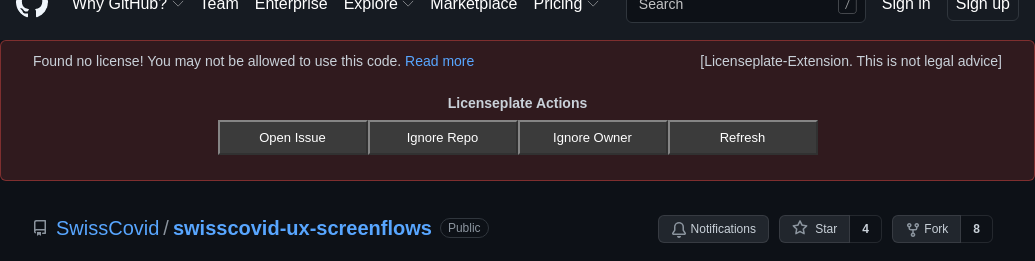 Why GitHub? Team Enterprise Explore Marketplace Pricing Search / Sign in Sign up
Found no license! You may not be allowed to use this code. Read more [Licenseplate-Extension. This is not legal advice]
Licenseplate Actions
Open Issue Ignore Repo Ignore Owner Refresh
SwissCovid / swisscovid-ux-screenflows Public Notifications Star 4 Fork 8